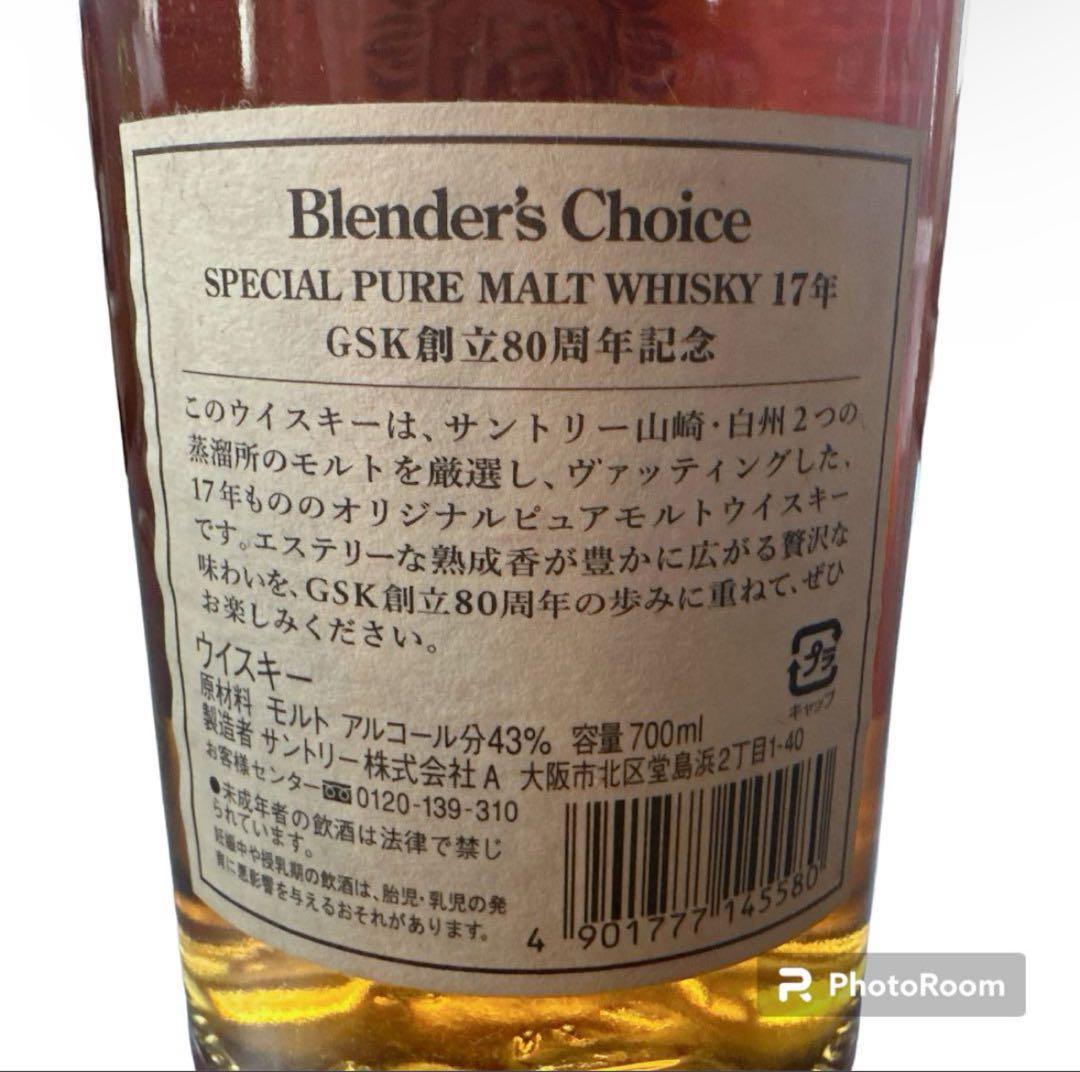 Blender's Choice
SPECIAL PURE MALT WHISKY 17年
GSK創立80周年記念
このウイスキーは、サントリー山崎・白州2つの
蒸溜所のモルトを厳選し、ヴァッティングした、
17年もののオリジナルピュアモルトウイスキー
です。エステリーな熟成香が豊かに広がる贅沢な
味わいを、GSK創立80周年の歩みに重ねて、ぜひ
お楽しみください。
ウイスキー
プラ
キャップ
原材料 モルト アルコール分43% 容量700ml
製造者 サントリー株式会社A 大阪市北区堂島浜2丁目1-40
お客様センター 0120-139-310
●未成年者の飲酒は法律で禁じ
られています。
妊娠中や授乳期の飲酒は、胎児・乳児の発
育に悪影響を与えるおそれがあります。
4 901777 145580
PhotoRoom